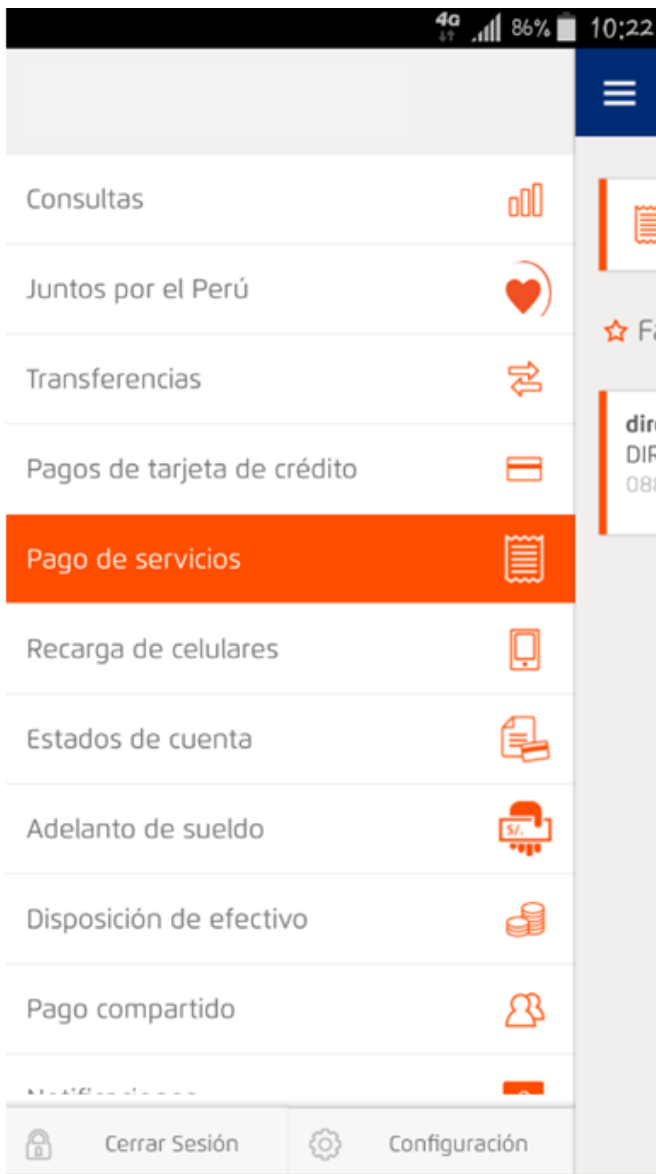 4G 86% 10:22
Consultas
Juntos por el Perú
Transferencias
Pagos de tarjeta de crédito
Pago de servicios
Recarga de celulares
Estados de cuenta
Adelanto de sueldo
S/.
Disposición de efectivo
Pago compartido
Notificaciones
Cerrar Sesión
Configuración